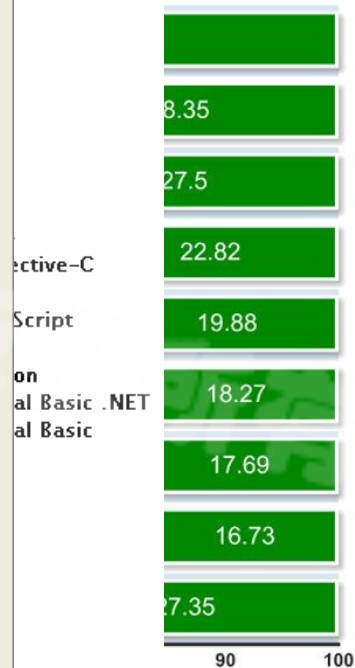 8.35
27.5
22.82
ective-C
Script
19.88
on
al Basic .NET
18.27
al Basic
17.69
16.73
27.35
90 100